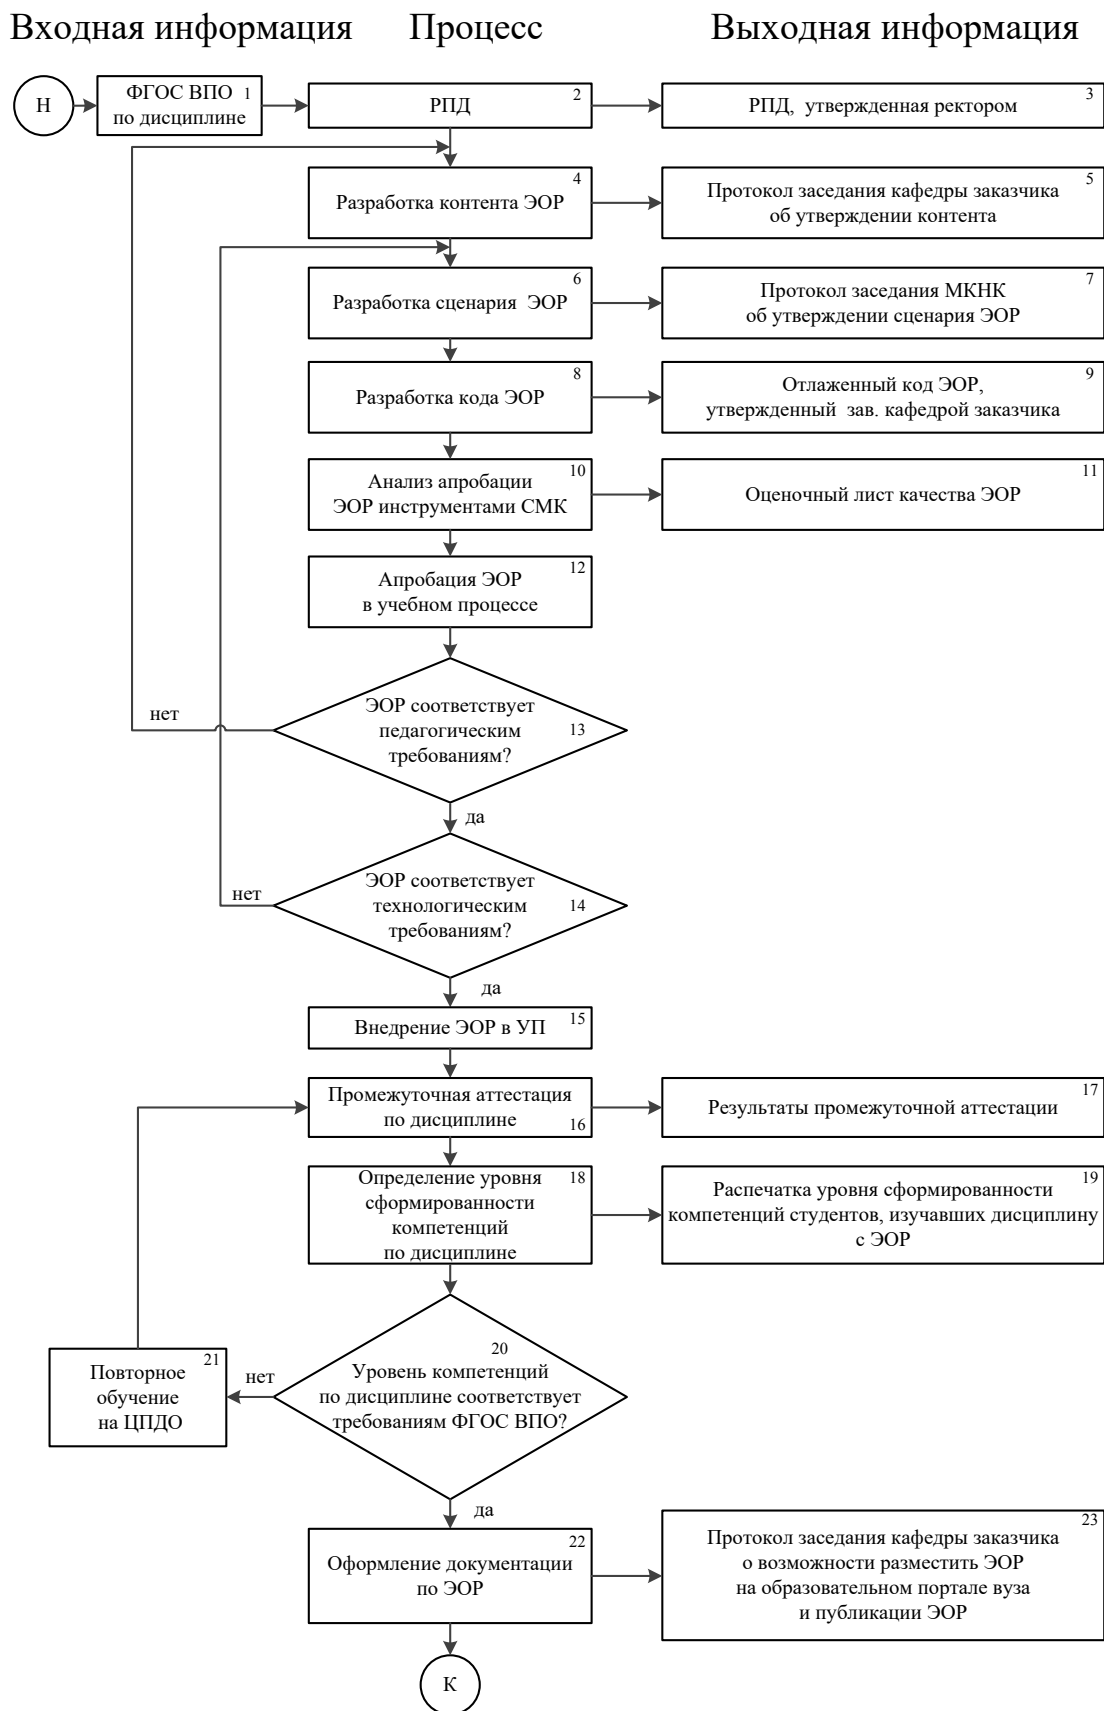 Входная информация
Процесс
Выходная информация
Н
ФГОС ВПО
по дисциплине
1
РПД
2
РПД, утвержденная ректором
3
Разработка контента ЭОР
4
Протокол заседания кафедры заказчика
об утверждении контента
5
Разработка сценария ЭОР
6
Протокол заседания МКНК
об утверждении сценария ЭОР
7
Разработка кода ЭОР
8
Отлаженный код ЭОР,
утвержденный зав. кафедрой заказчика
9
Анализ апробации
ЭОР инструментами СМК
10
Оценочный лист качества ЭОР
11
Апробация ЭОР
в учебном процессе
12
ЭОР соответствует
педагогическим
требованиям?
13
нет
да
ЭОР соответствует
технологическим
требованиям?
14
нет
да
Внедрение ЭОР в УП
15
Промежуточная аттестация
по дисциплине
16
Результаты промежуточной аттестации
17
Определение уровня
сформированности
компетенций
по дисциплине
18
Распечатка уровня сформированности
компетенций студентов, изучавших дисциплину
с ЭОР
19
20
Уровень компетенций
по дисциплине соответствует
требованиям ФГОС ВПО?
нет
Повторное
обучение
на ЦПДО
21
да
Оформление документации
по ЭОР
22
Протокол заседания кафедры заказчика
о возможности разместить ЭОР
на образовательном портале вуза
и публикации ЭОР
23
К